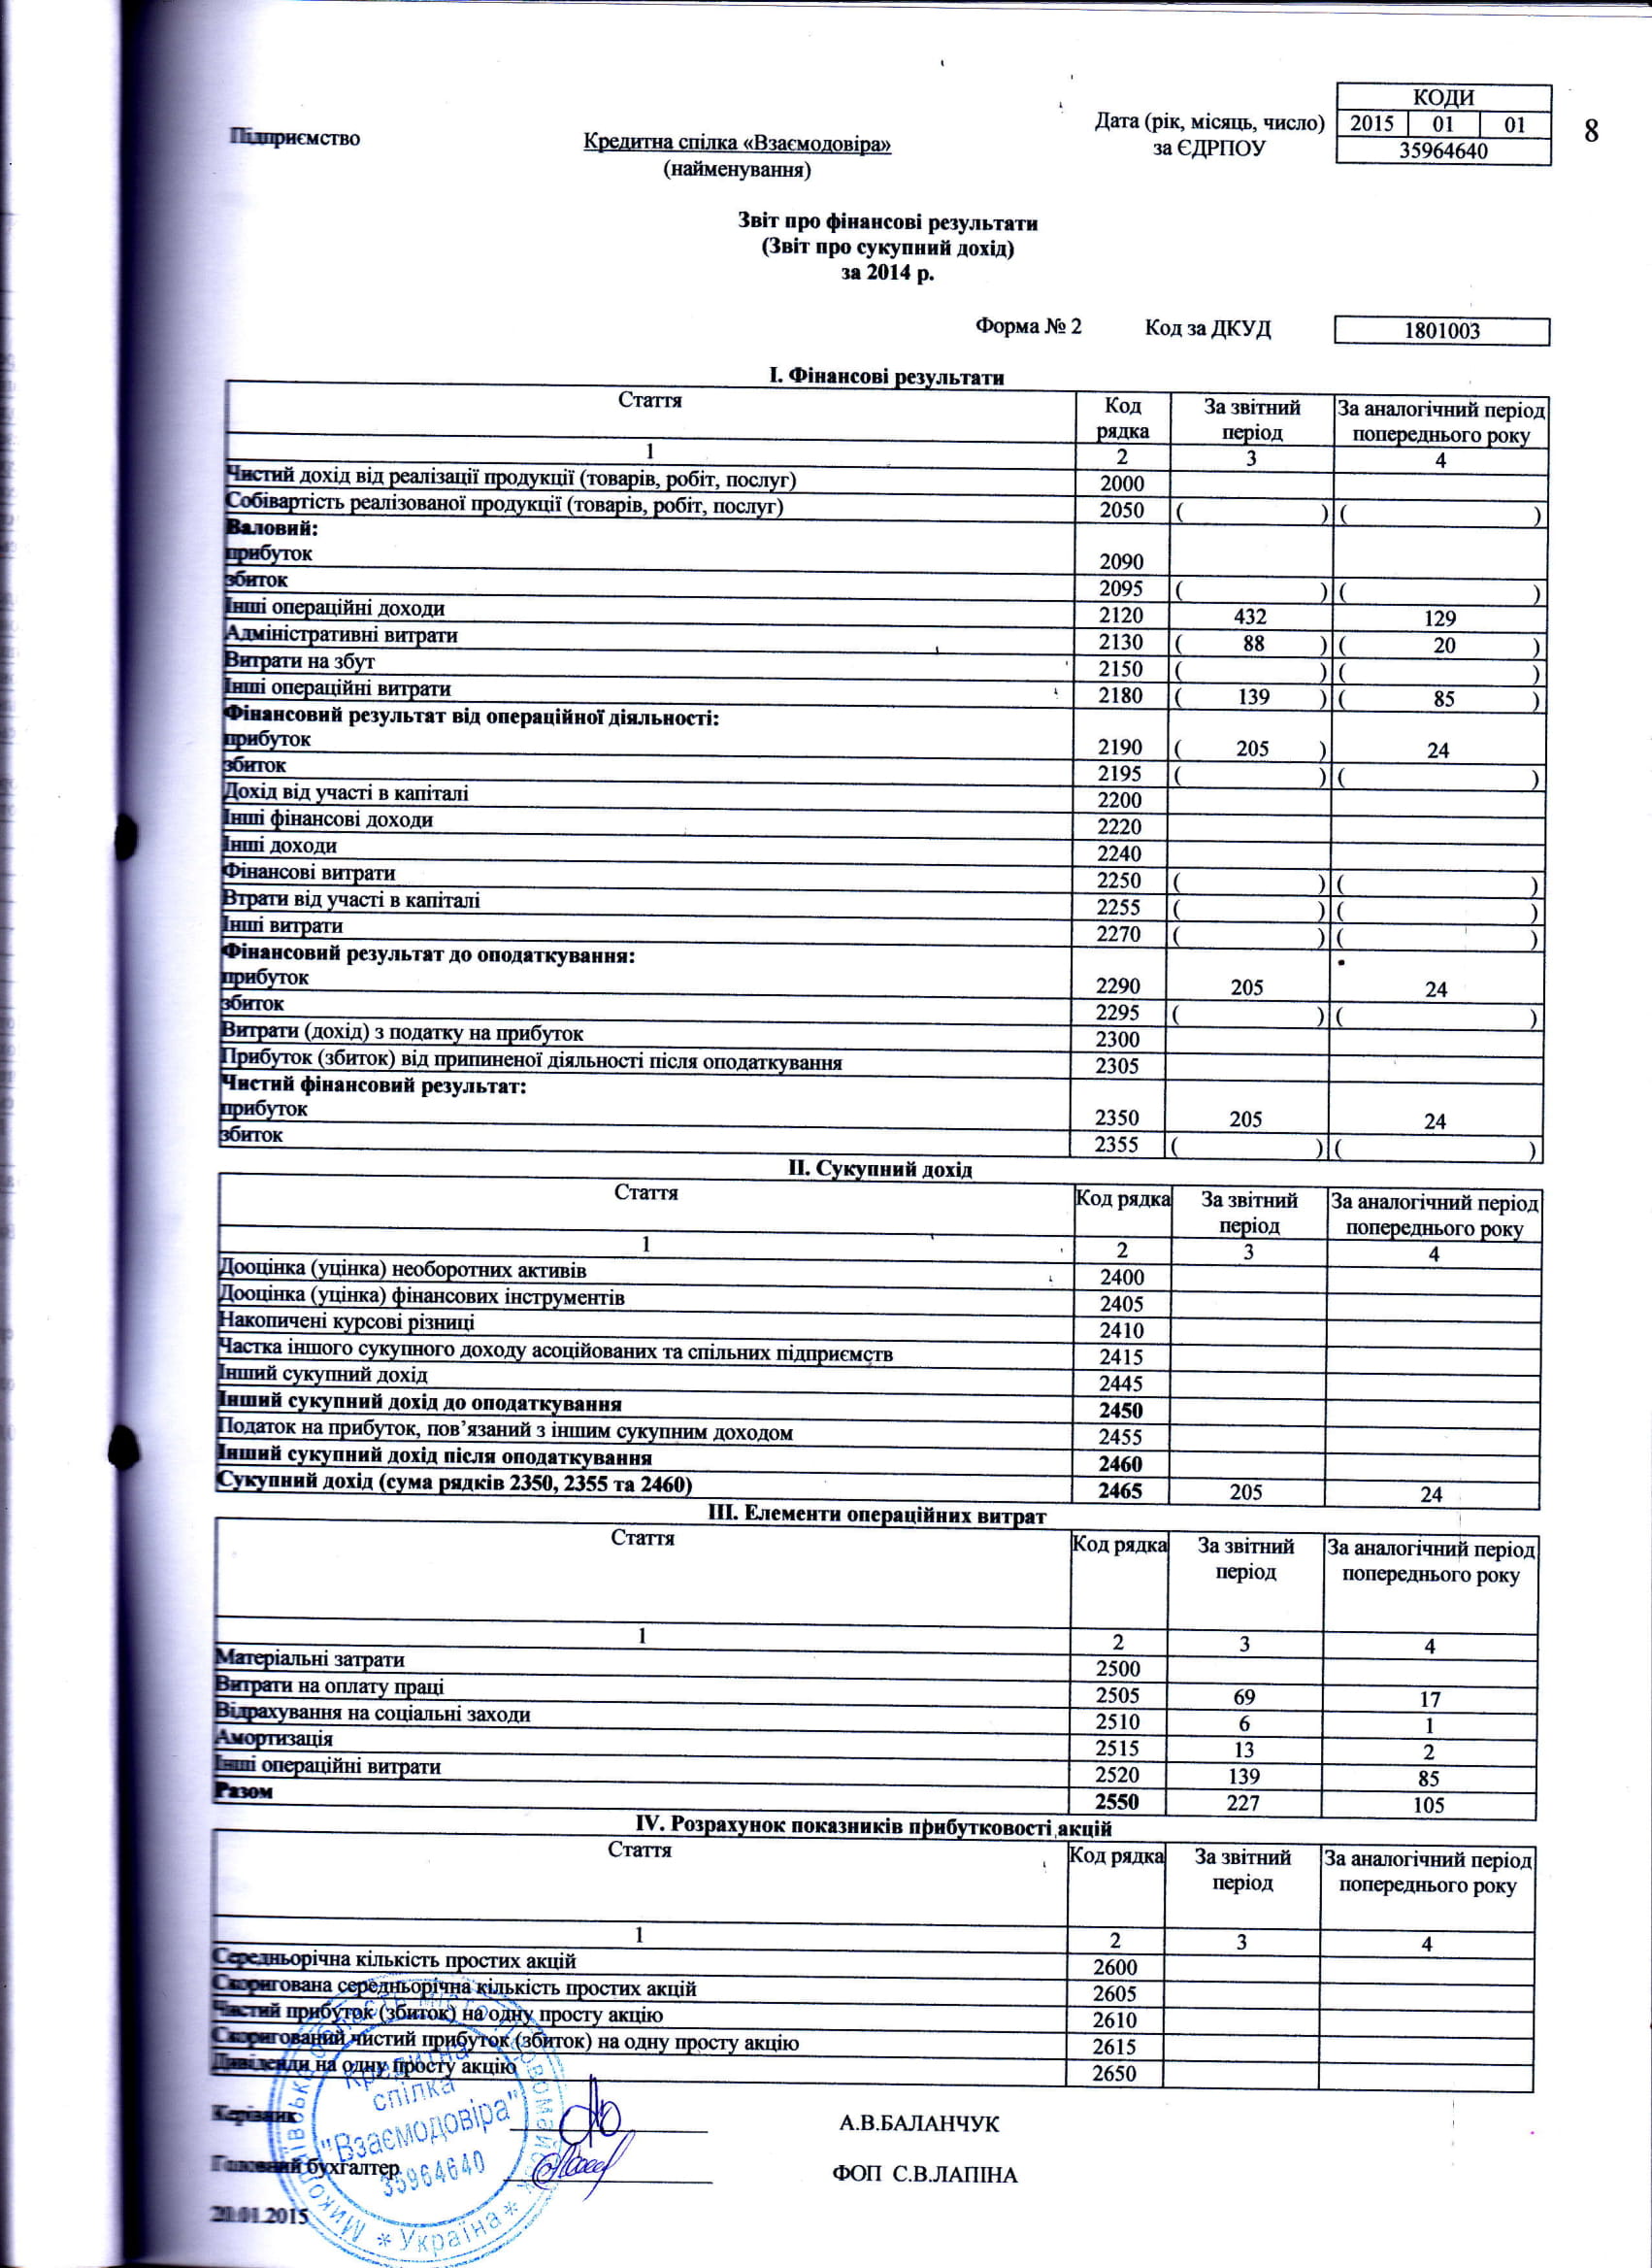 КОДИ
Дата (рік, місяць, число) 2015 01 01
8
Підприємство Кредитна спілка «Взаємодовіра» за ЄДРПОУ 35964640
(найменування)
Звіт про фінансові результати
(Звіт про сукупний дохід)
за 2014 р.
Форма № 2 Код за ДКУД 1801003
І. Фінансові результати
Стаття Код рядка За звітний період За аналогічний період попереднього року
1 2 3 4
Чистий дохід від реалізації продукції (товарів, робіт, послуг) 2000
Собівартість реалізованої продукції (товарів, робіт, послуг) 2050 ( ) ( )
Валовий:
прибуток 2090
збиток 2095 ( ) ( )
Інші операційні доходи 2120 432 129
Адміністративні витрати 2130 ( 88 ) ( 20 )
Витрати на збут 2150 ( ) ( )
Інші операційні витрати 2180 ( 139 ) ( 85 )
Фінансовий результат від операційної діяльності:
прибуток 2190 ( 205 ) 24
збиток 2195 ( ) ( )
Дохід від участі в капіталі 2200
Інші фінансові доходи 2220
Інші доходи 2240
Фінансові витрати 2250 ( ) ( )
Втрати від участі в капіталі 2255 ( ) ( )
Інші витрати 2270 ( ) ( )
Фінансовий результат до оподаткування:
прибуток 2290 205 24
збиток 2295 ( ) ( )
Витрати (дохід) з податку на прибуток 2300
Прибуток (збиток) від припиненої діяльності після оподаткування 2305
Чистий фінансовий результат:
прибуток 2350 205 24
збиток 2355 ( ) ( )
ІІ. Сукупний дохід
Стаття Код рядка За звітний період За аналогічний період попереднього року
1 2 3 4
Дооцінка (уцінка) необоротних активів 2400
Дооцінка (уцінка) фінансових інструментів 2405
Накопичені курсові різниці 2410
Частка іншого сукупного доходу асоційованих та спільних підприємств 2415
Інший сукупний дохід 2445
Інший сукупний дохід до оподаткування 2450
Податок на прибуток, пов’язаний з іншим сукупним доходом 2455
Інший сукупний дохід після оподаткування 2460
Сукупний дохід (сума рядків 2350, 2355 та 2460) 2465 205 24
ІІІ. Елементи операційних витрат
Стаття Код рядка За звітний період За аналогічний період попереднього року
1 2 3 4
Матеріальні затрати 2500
Витрати на оплату праці 2505 69 17
Відрахування на соціальні заходи 2510 6 1
Амортизація 2515 13 2
Інші операційні витрати 2520 139 85
Разом 2550 227 105
ІV. Розрахунок показників прибутковості акцій
Стаття Код рядка За звітний період За аналогічний період попереднього року
1 2 3 4
Середньорічна кількість простих акцій 2600
Скоригована середньорічна кількість простих акцій 2605
Чистий прибуток (збиток) на одну просту акцію 2610
Скоригований чистий прибуток (збиток) на одну просту акцію 2615
Дивіденди на одну просту акцію 2650
Керівник А.В.БАЛАНЧУК
Головний бухгалтер ФОП С.В.ЛАПІНА
20.01.2015
Кредитна
спілка
"Взаємодовіра"
35964640
* Україна * Миколаївська область місто Первомайськ